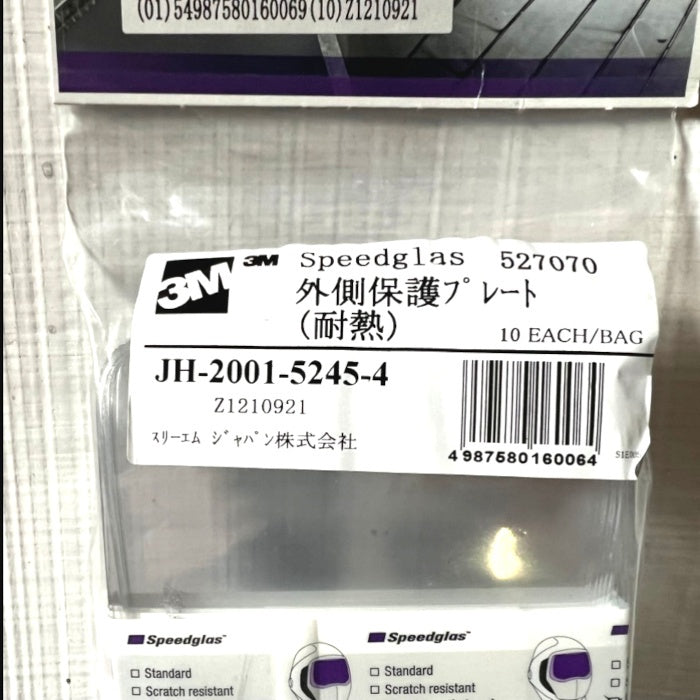 (01)54987580160069(10)Z1210921
3M 3M Speedglas 527070
外側保護ﾌﾟﾚｰﾄ
(耐熱) 10 EACH/BAG
JH-2001-5245-4
Z1210921
ｽﾘｰｴﾑ ｼﾞｬﾊﾟﾝ株式会社
4 987580 160064
Speedglas™ Speedglas™
☐ Standard ☐ Standard
☐ Scratch resistant ☐ Scratch resistant